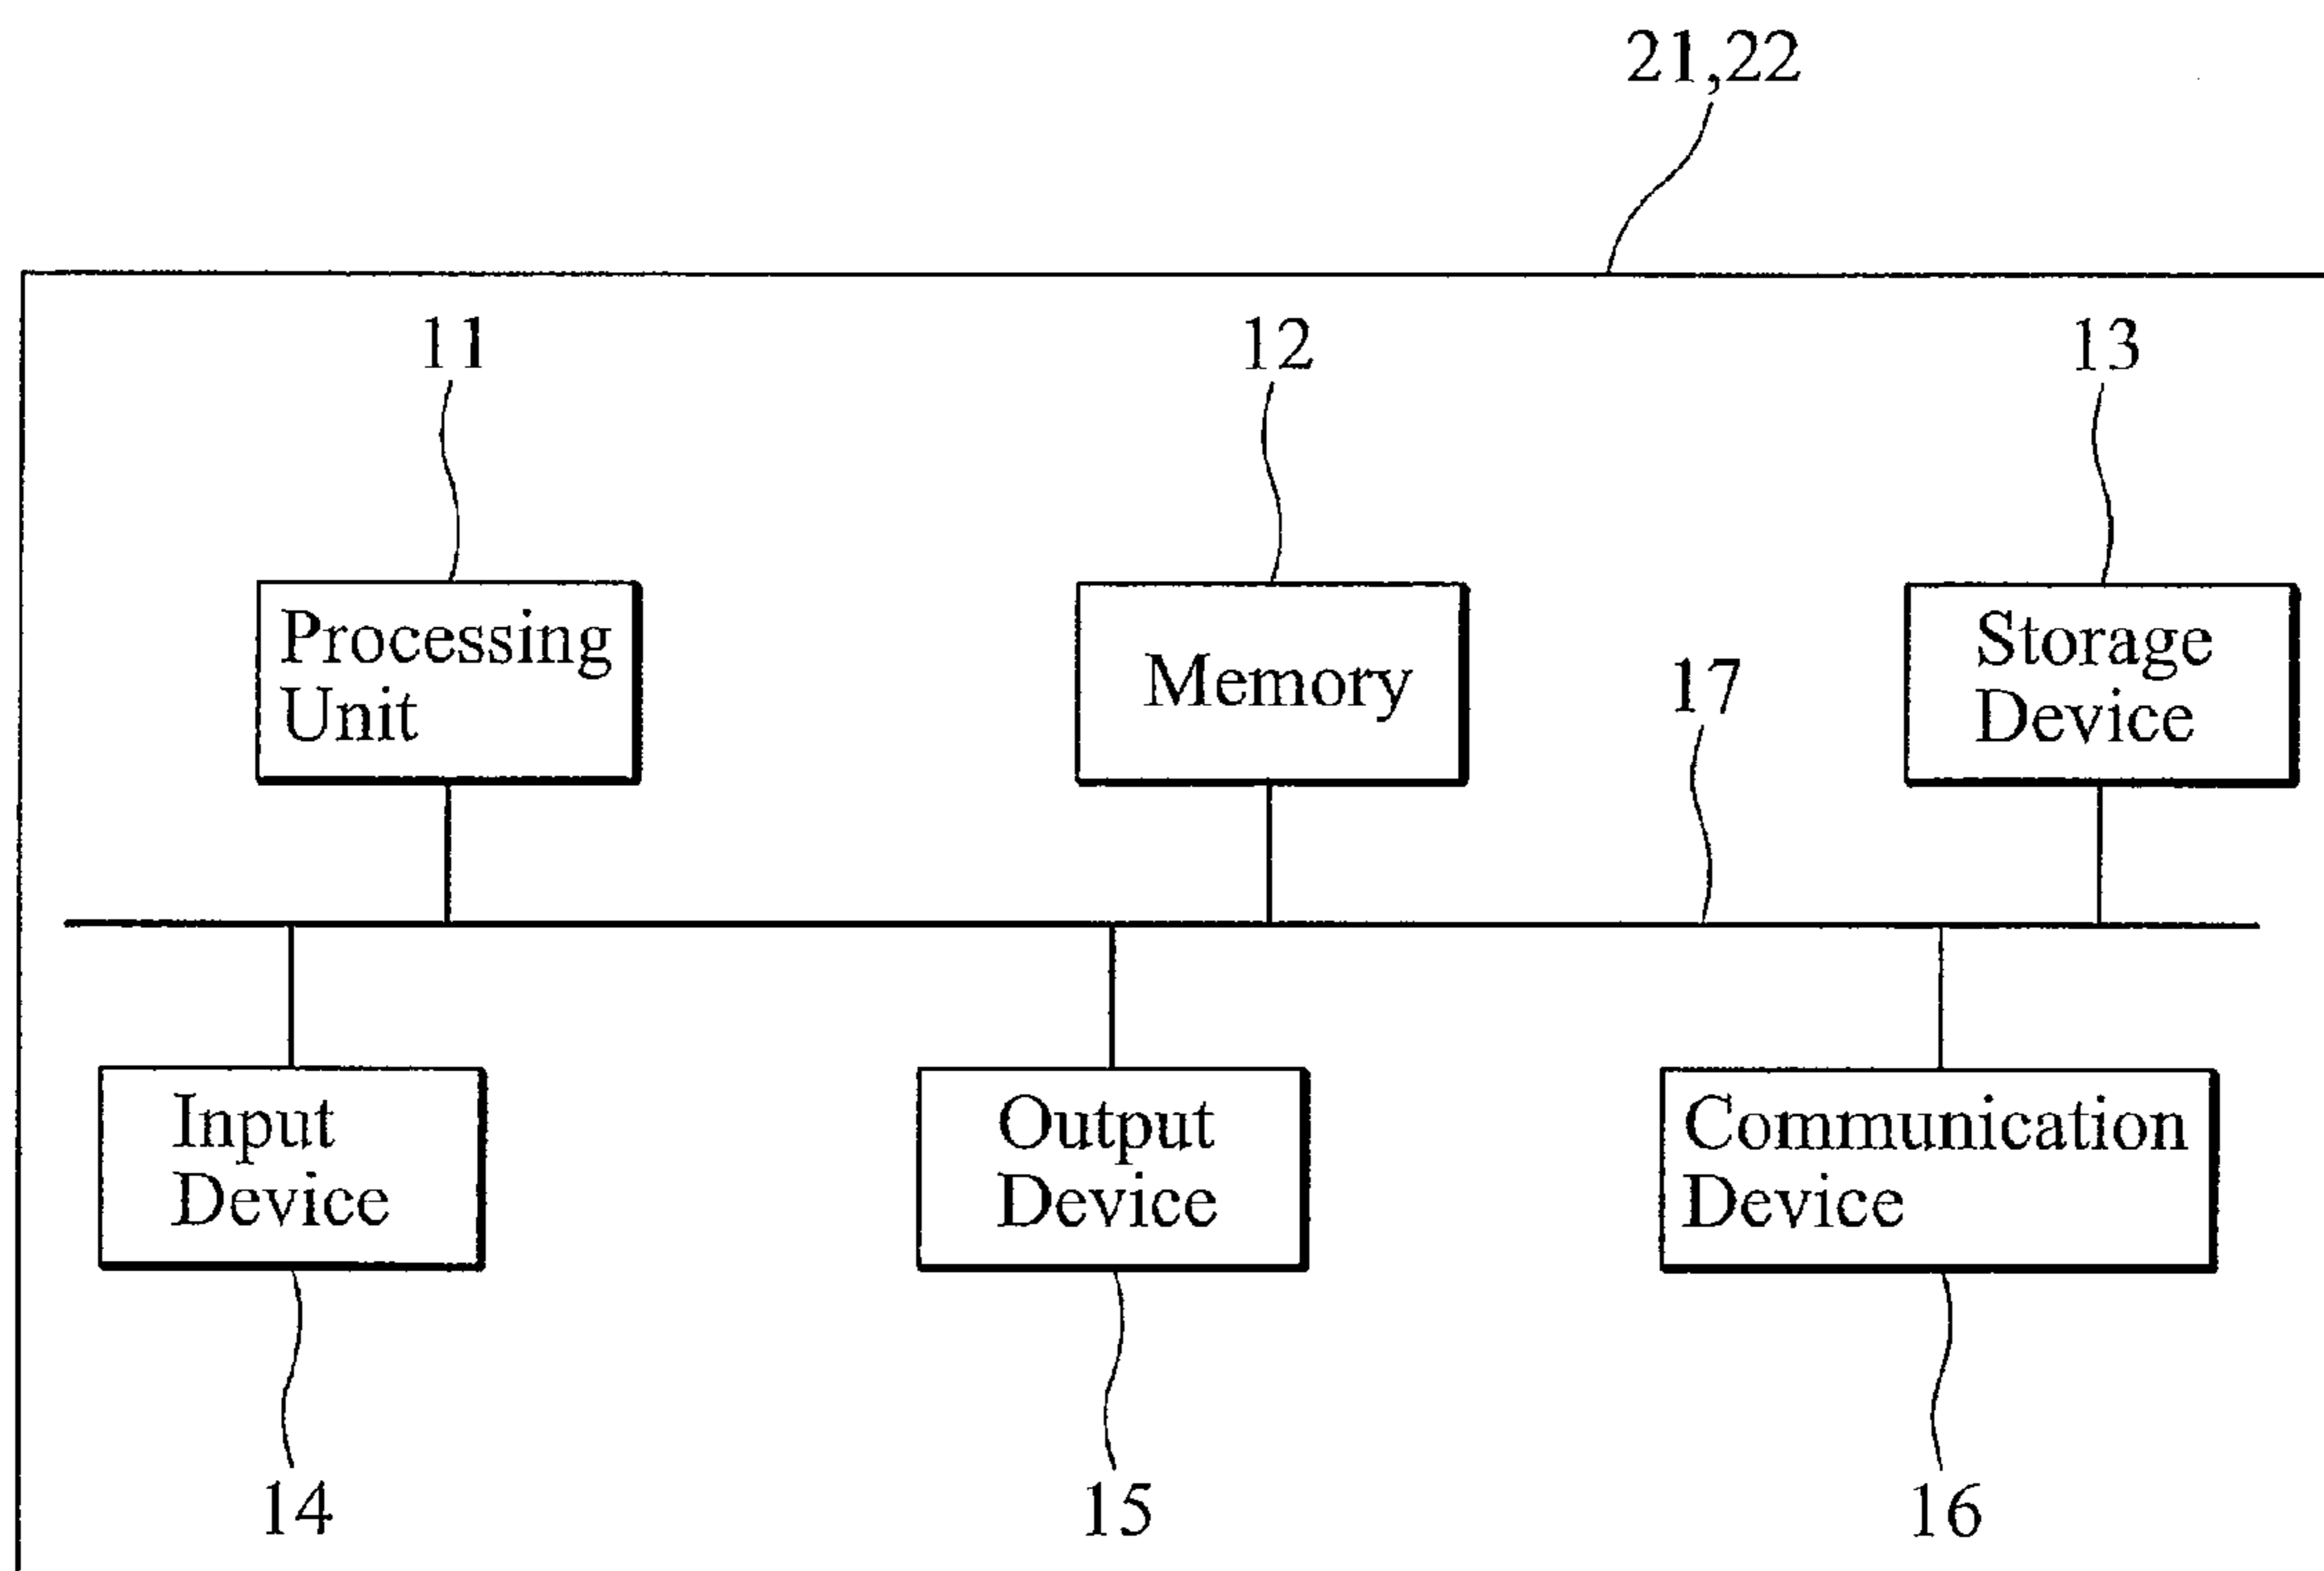 21,22
11
12
13
Processing
Unit
Memory
Storage
Device
17
Input
Device
Output
Device
Communication
Device
14
15
16